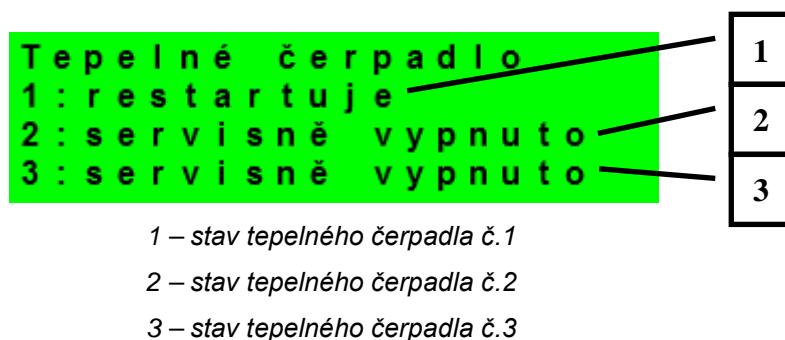 Tepelné čerpadlo
1:restartuje
2:servisně vypnuto
3:servisně vypnuto
1
2
3
1 – stav tepelného čerpadla č.1
2 – stav tepelného čerpadla č.2
3 – stav tepelného čerpadla č.3